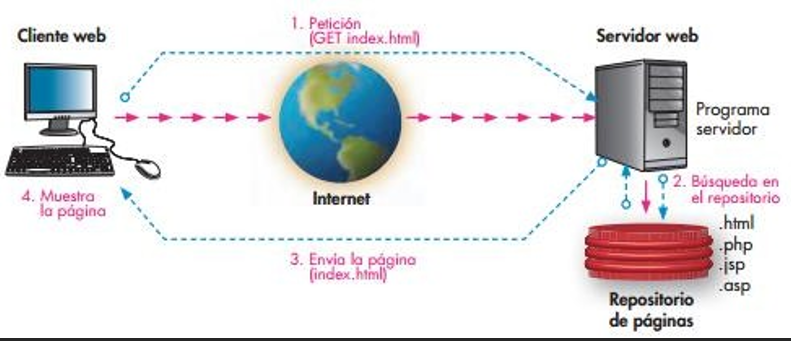 1. Petición
(GET index.html)
Cliente web
Servidor web
Programa
servidor
4. Muestra
la página
Internet
2. Búsqueda en
el repositorio
3. Envía la página
(index.html)
.html
.php
.jsp
.asp
Repositorio
de páginas